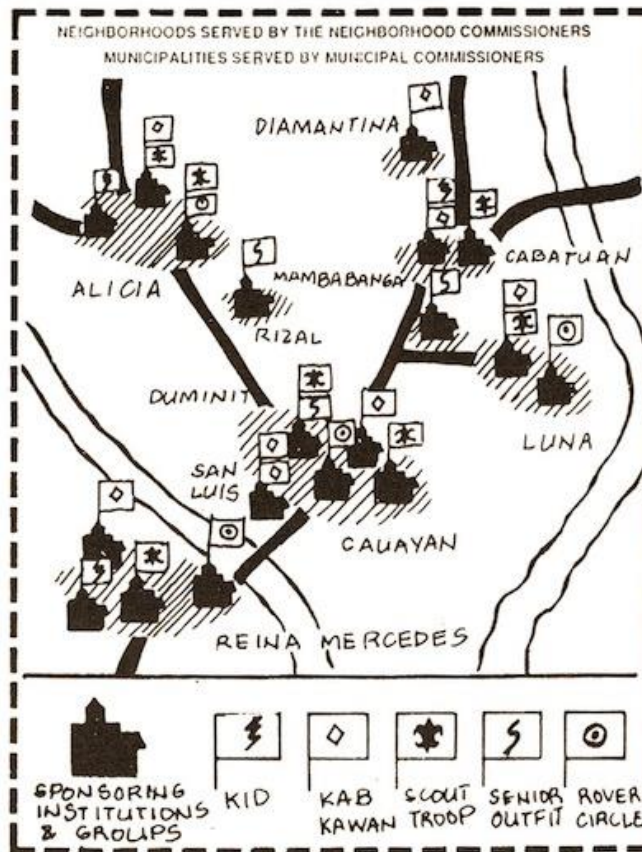 NEIGHBORHOODS SERVED BY THE NEIGHBORHOOD COMMISSIONERS
MUNICIPALITIES SERVED BY MUNICIPAL COMMISSIONERS
DIAMANTINA
CABATUAN
MAMBABANGA
ALICIA
RIZAL
DUMINIT
LUNA
SAN
LUIS
CAUAYAN
REINA MERCEDES
SPONSORING
INSTITUTIONS
& GROUPS
KID
KAB
KAWAN
SCOUT
TROOP
SENIOR
OUTFIT
ROVER
CIRCLE